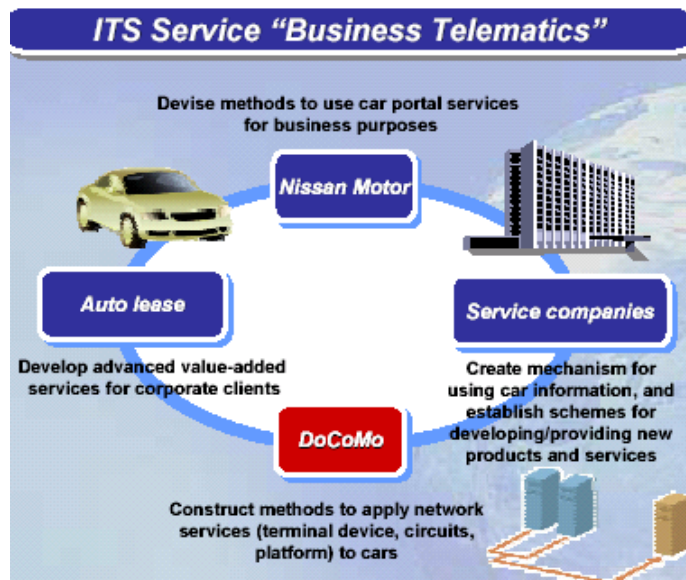 ITS Service “Business Telematics”
Devise methods to use car portal services
for business purposes
Nissan Motor
Auto lease
Service companies
Develop advanced value-added
services for corporate clients
Create mechanism for
using car information, and
establish schemes for
developing/providing new
products and services
DoCoMo
Construct methods to apply network
services (terminal device, circuits,
platform) to cars